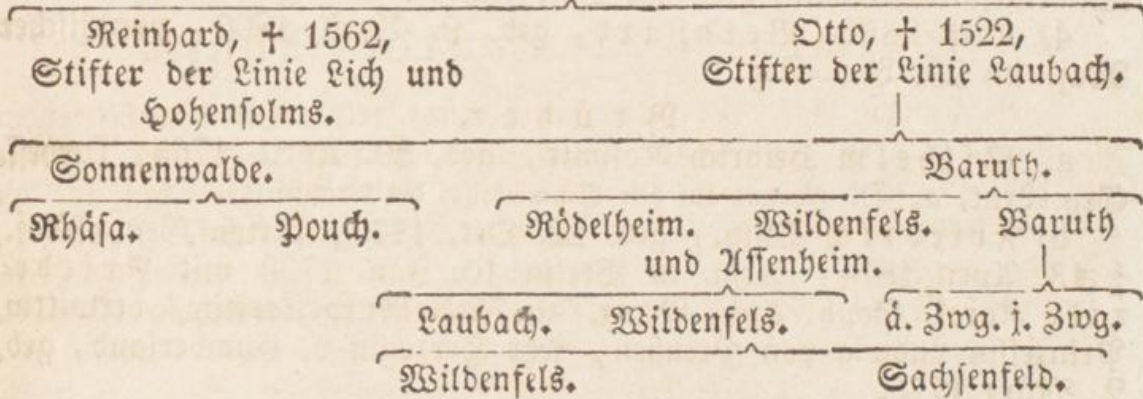 Reinhard, † 1562, Otto, † 1522,
Stifter der Linie Lich und Stifter der Linie Laubach.
Hohensolms.
Sonnenwalde. Baruth.
Rhäsa. Pouch. Rödelheim. Wildenfels. Baruth
und Assenheim.
Laubach. Wildenfels. ä. Zwg. j. Zwg.
Wildenfels. Sachsenfeld.